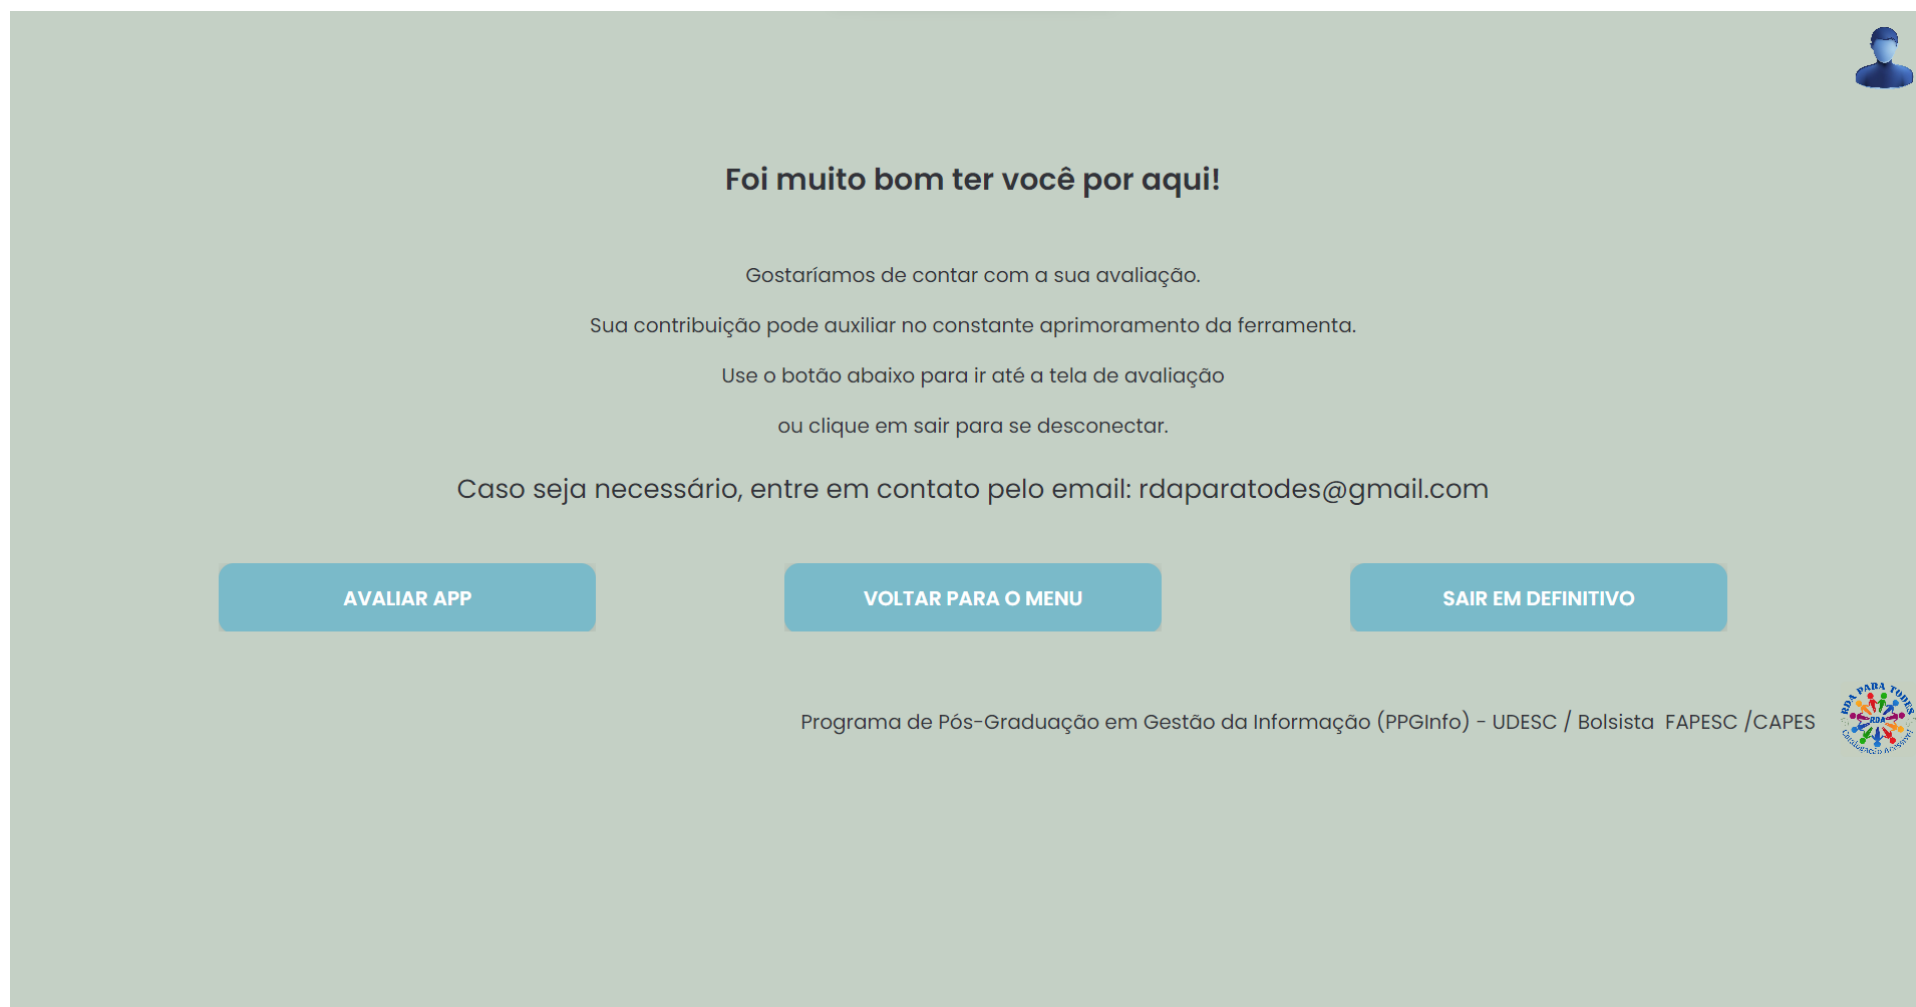 Foi muito bom ter você por aqui!
Gostaríamos de contar com a sua avaliação.
Sua contribuição pode auxiliar no constante aprimoramento da ferramenta.
Use o botão abaixo para ir até a tela de avaliação
ou clique em sair para se desconectar.
Caso seja necessário, entre em contato pelo email: rdaparatodes@gmail.com
AVALIAR APP
VOLTAR PARA O MENU
SAIR EM DEFINITIVO
RDA PARA TODES
RDA
Catalogação Acessível
Programa de Pós-Graduação em Gestão da Informação (PPGInfo) - UDESC / Bolsista  FAPESC /CAPES